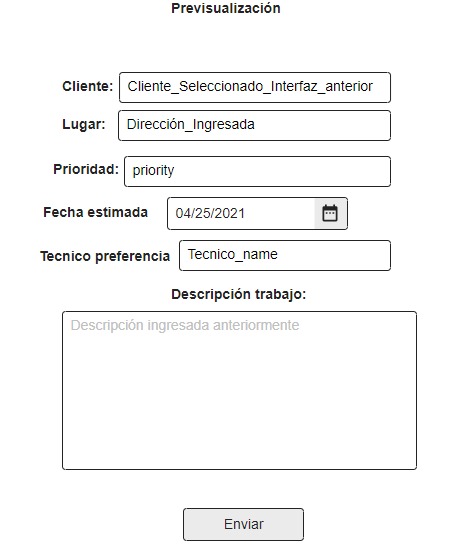 Previsualización
Cliente: Cliente_Seleccionado_Interfaz_anterior
Lugar: Dirección_Ingresada
Prioridad: priority
Fecha estimada 04/25/2021
Tecnico preferencia Tecnico_name
Descripción trabajo:
Descripción ingresada anteriormente
Enviar